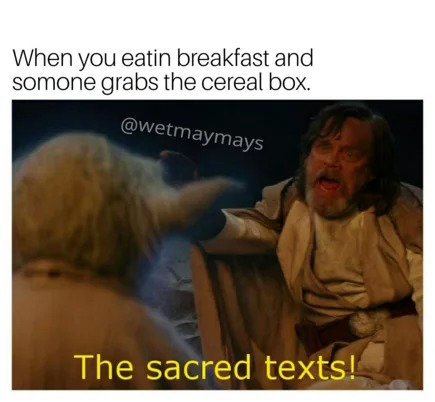 When you eatin breakfast and
somone grabs the cereal box.
@wetmaymays
The sacred texts!